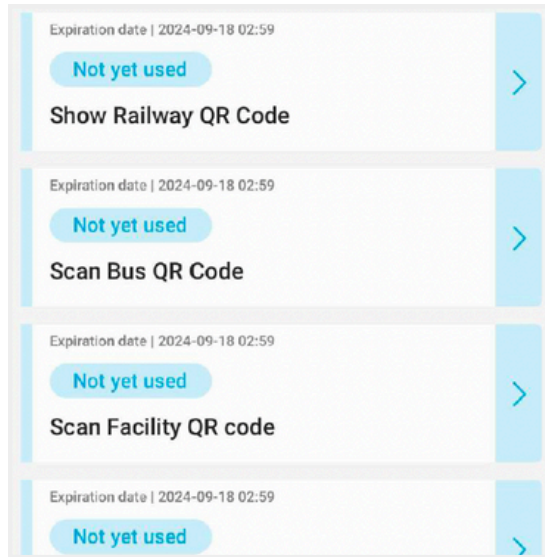 Expiration date | 2024-09-18 02:59
Not yet used
Show Railway QR Code
Expiration date | 2024-09-18 02:59
Not yet used
Scan Bus QR Code
Expiration date | 2024-09-18 02:59
Not yet used
Scan Facility QR code
Expiration date | 2024-09-18 02:59
Not yet used